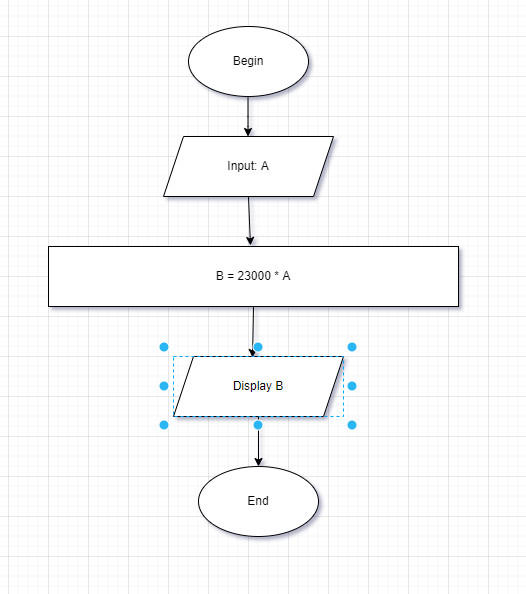 Begin
Input: A
B = 23000 * A
Display B
End